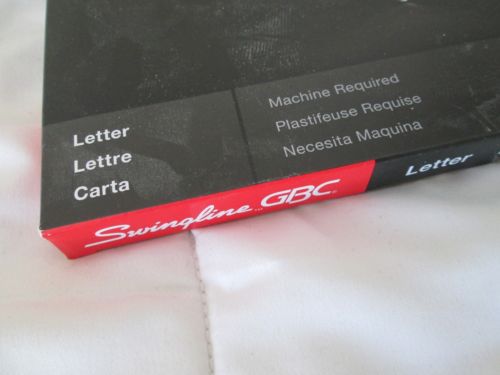 Letter
Lettre
Carta
Machine Required
Plastifeuse Requise
Necesita Maquina
Swingline GBC
Letter